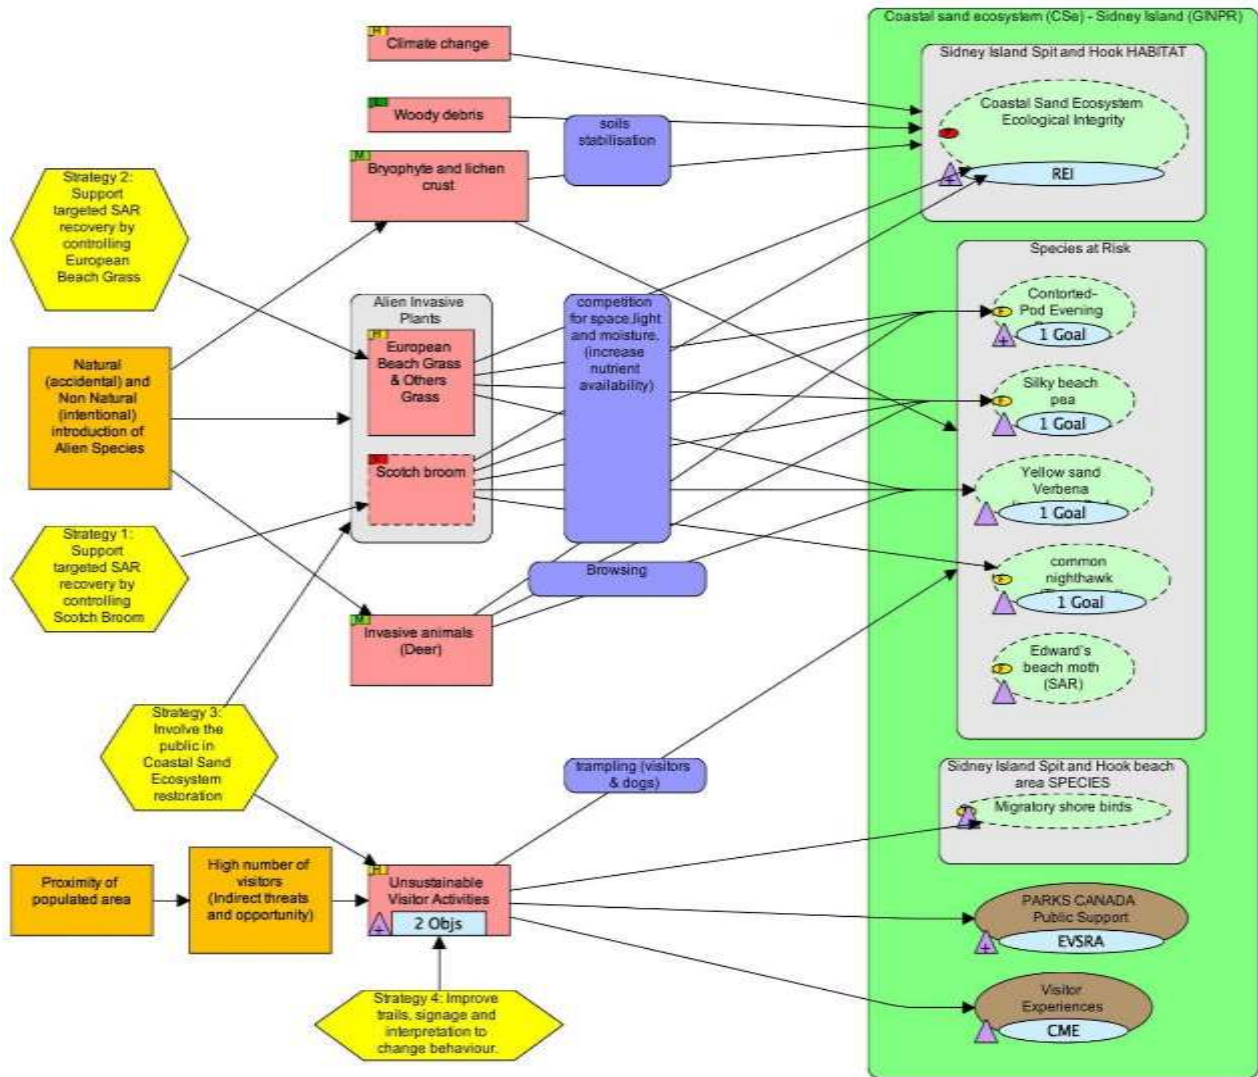 Coastal sand ecosystem (CSe) - Sidney Island (GINPR)
H
Climate change
Sidney Island Spit and Hook HABITAT
Coastal Sand Ecosystem
Ecological Integrity
REI
L
Woody debris
soils
stabilisation
M
Bryophyte and lichen
crust
Strategy 2:
Support
targeted SAR
recovery by
controlling
European
Beach Grass
Species at Risk
Contorted-
Pod Evening
1 Goal
Silky beach
pea
1 Goal
Yellow sand
Verbena
1 Goal
common
nighthawk
1 Goal
Edward's
beach moth
(SAR)
Alien Invasive
Plants
H
European
Beach Grass
& Others
Grass
Scotch broom
competition
for space,light
and moisture.
(increase
nutrient
availability)
Natural
(accidental) and
Non Natural
(intentional)
introduction of
Alien Species
Strategy 1:
Support
targeted SAR
recovery by
controlling
Scotch Broom
Browsing
M
Invasive animals
(Deer)
Strategy 3:
Involve the
public in
Coastal Sand
Ecosystem
restoration
trampling (visitors
& dogs)
Sidney Island Spit and Hook beach
area SPECIES
Migratory shore birds
Proximity of
populated area
High number of
visitors
(Indirect threats
and opportunity)
H
Unsustainable
Visitor Activities
2 Objs
PARKS CANADA
Public Support
EVSRA
Visitor
Experiences
CME
Strategy 4: Improve
trails, signage and
interpretation to
change behaviour.